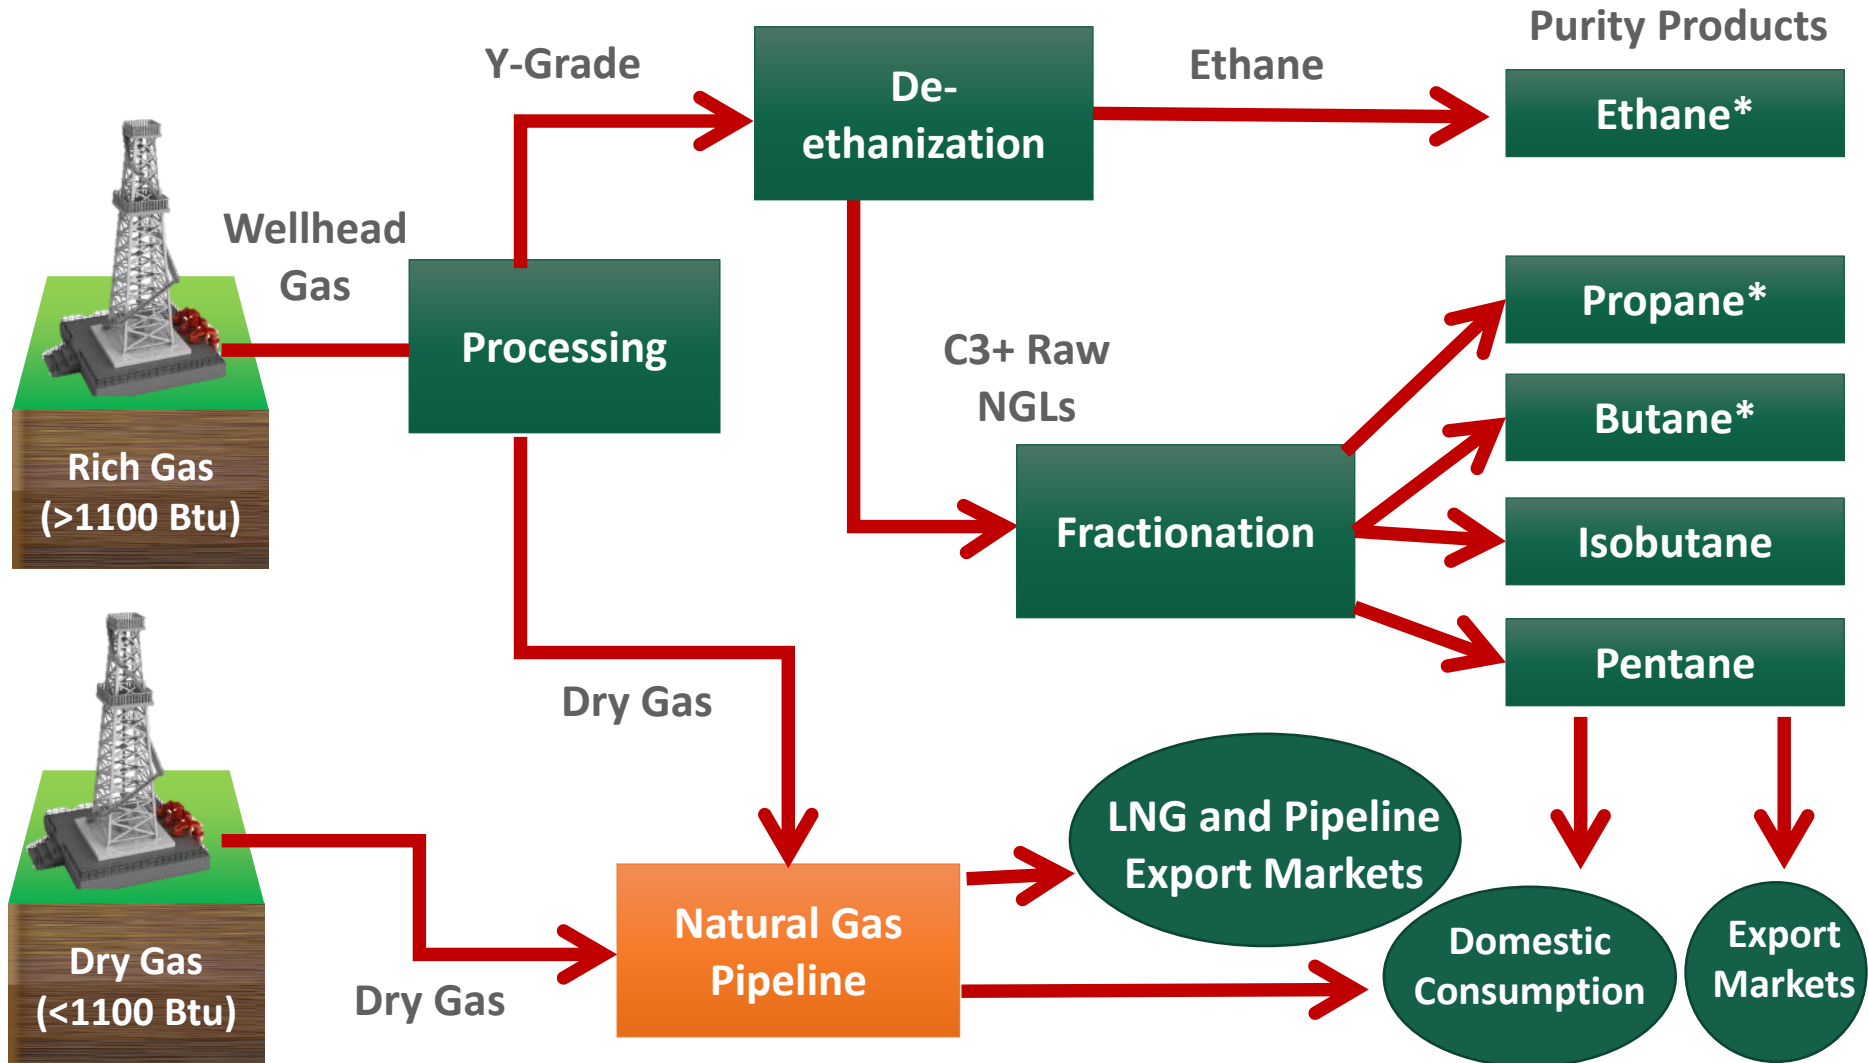 Purity Products
Y-Grade
De-
ethanization
Ethane
Ethane*
Wellhead
Gas
Processing
Propane*
C3+ Raw
NGLs
Butane*
Rich Gas
(>1100 Btu)
Fractionation
Isobutane
Pentane
Dry Gas
LNG and Pipeline
Export Markets
Natural Gas
Pipeline
Domestic
Consumption
Export
Markets
Dry Gas
(<1100 Btu)
Dry Gas